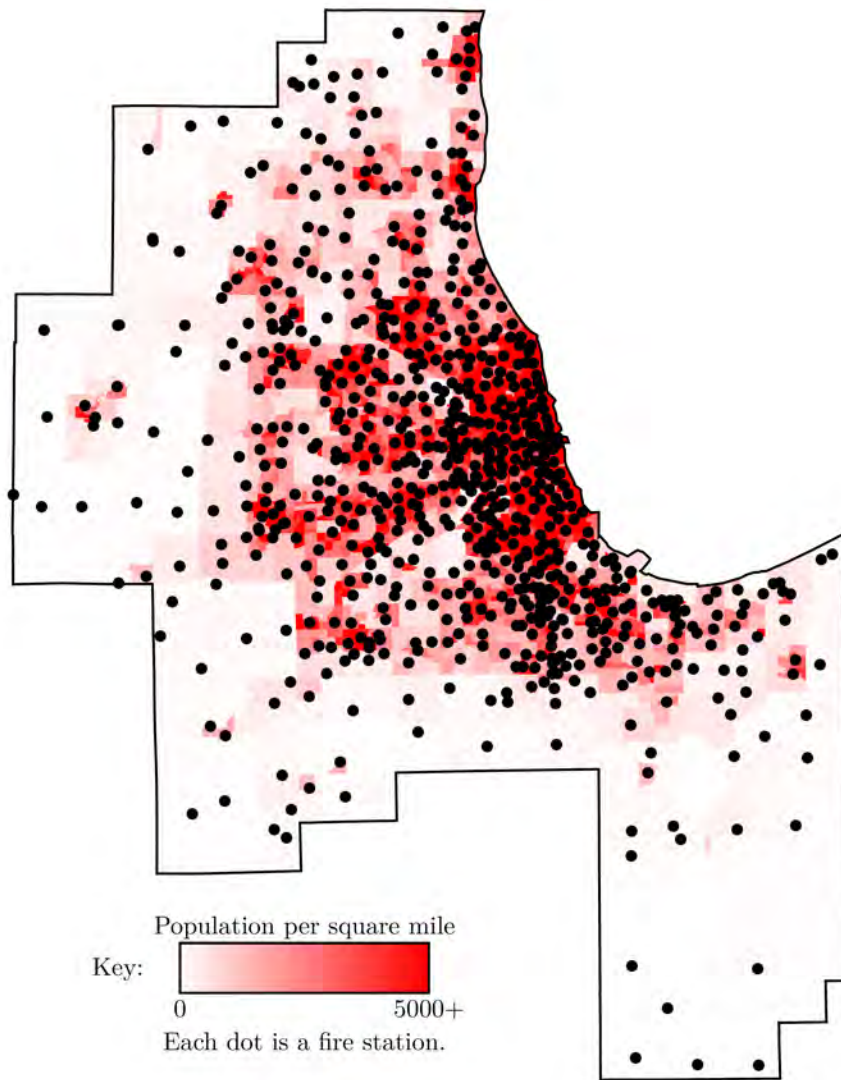 Population per square mile
Key:
0 5000+
Each dot is a fire station.